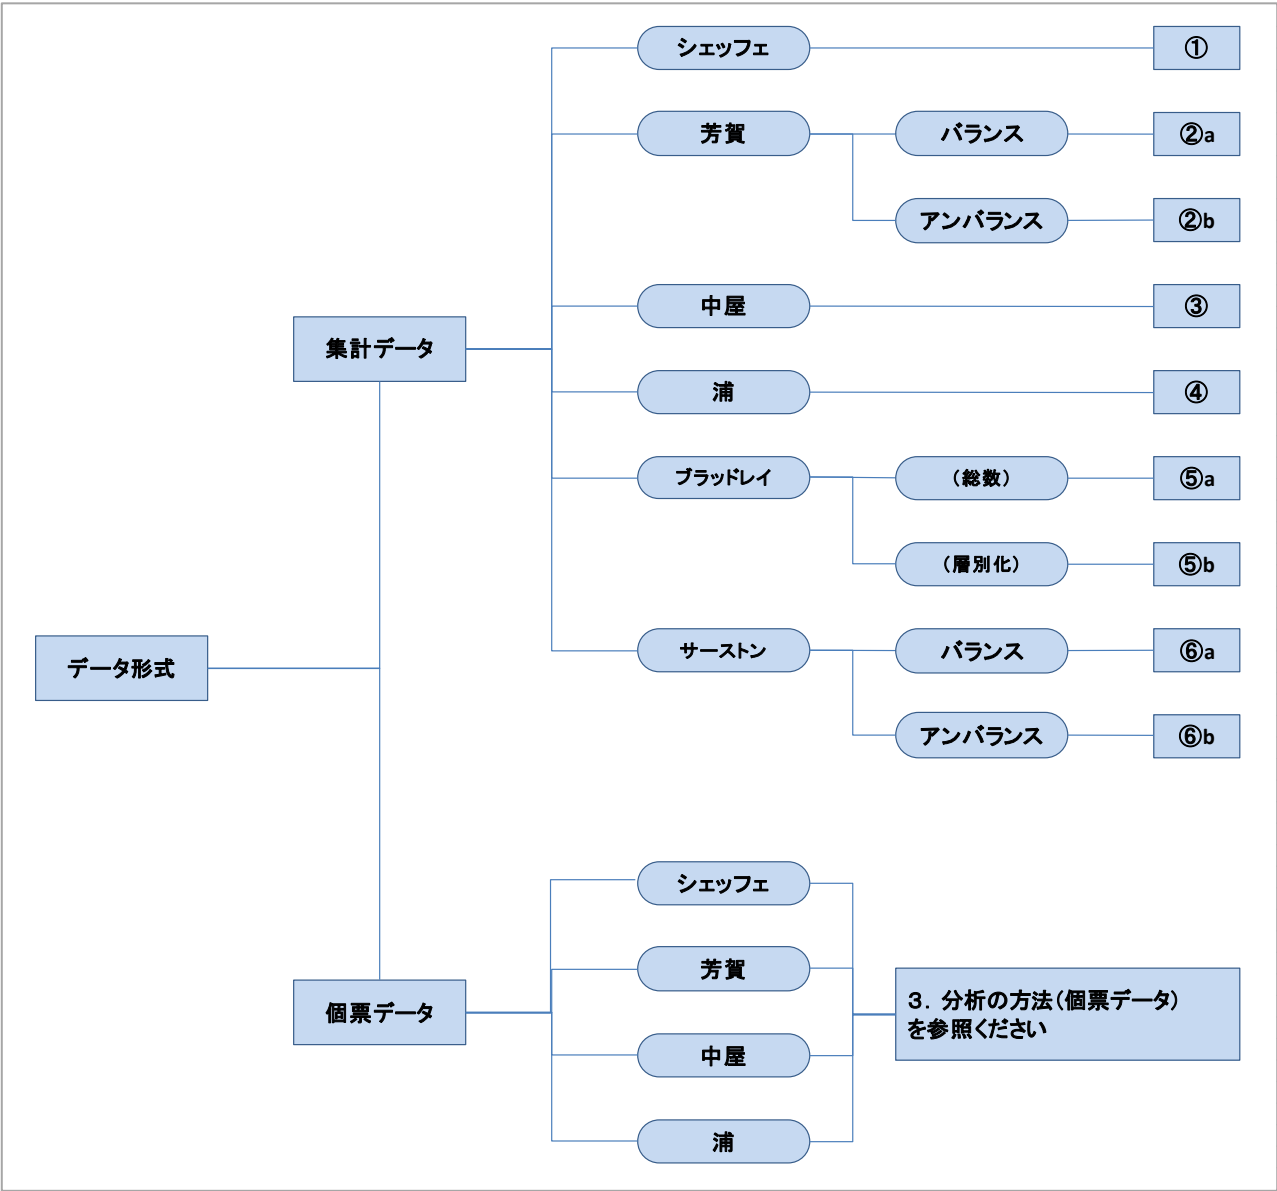 シェッフェ
①
芳賀
バランス
②a
アンバランス
②b
中屋
③
集計データ
浦
④
ブラッドレイ
（総数）
⑤a
（層別化）
⑤b
データ形式
サーストン
バランス
⑥a
アンバランス
⑥b
シェッフェ
芳賀
個票データ
３．分析の方法（個票データ）
を参照ください
中屋
浦